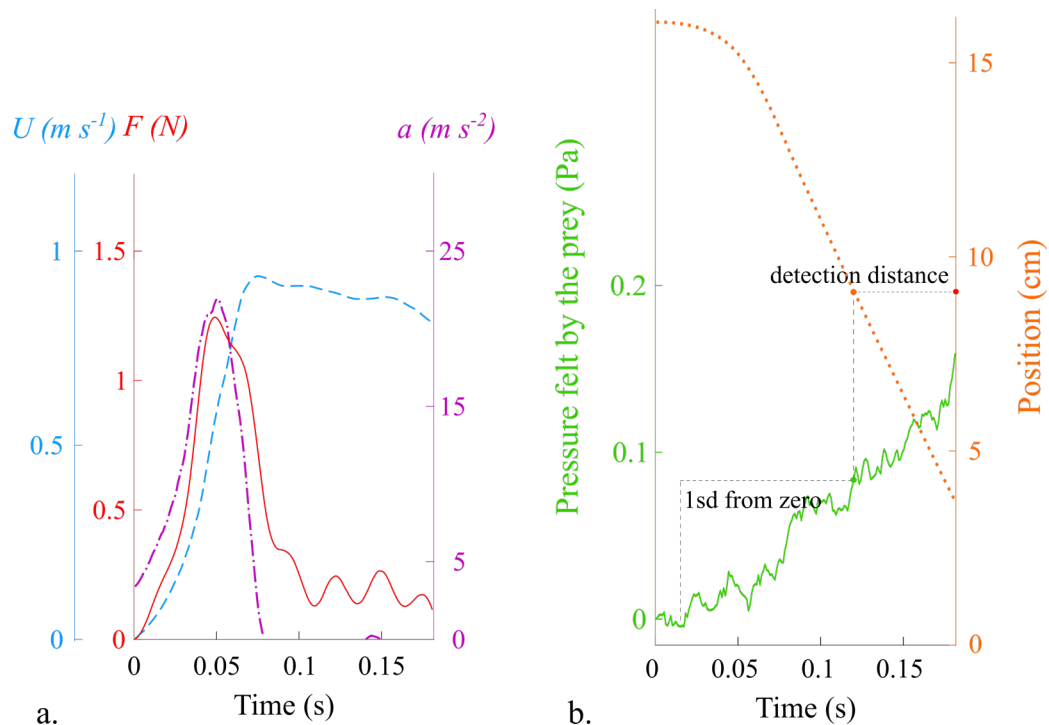 U (m s-1) F (N) a (m s-2)
1 1.5 25
1 15
0.5 0.5 5
0 0 0
0 0.05 0.1 0.15
Time (s)
a.
Pressure felt by the prey (Pa)
0.2
0.1
0
15
10
5
0
Position (cm)
detection distance
1sd from zero
0 0.05 0.1 0.15
Time (s)
b.